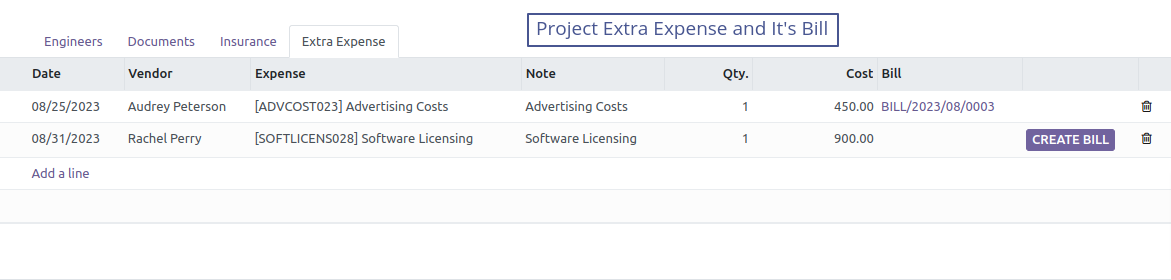 Project Extra Expense and It's Bill
Engineers Documents Insurance Extra Expense
Date Vendor Expense Note Qty. Cost Bill
08/25/2023 Audrey Peterson [ADVCOST023] Advertising Costs Advertising Costs 1 450.00 BILL/2023/08/0003
08/31/2023 Rachel Perry [SOFTLICENS028] Software Licensing Software Licensing 1 900.00 CREATE BILL
Add a line